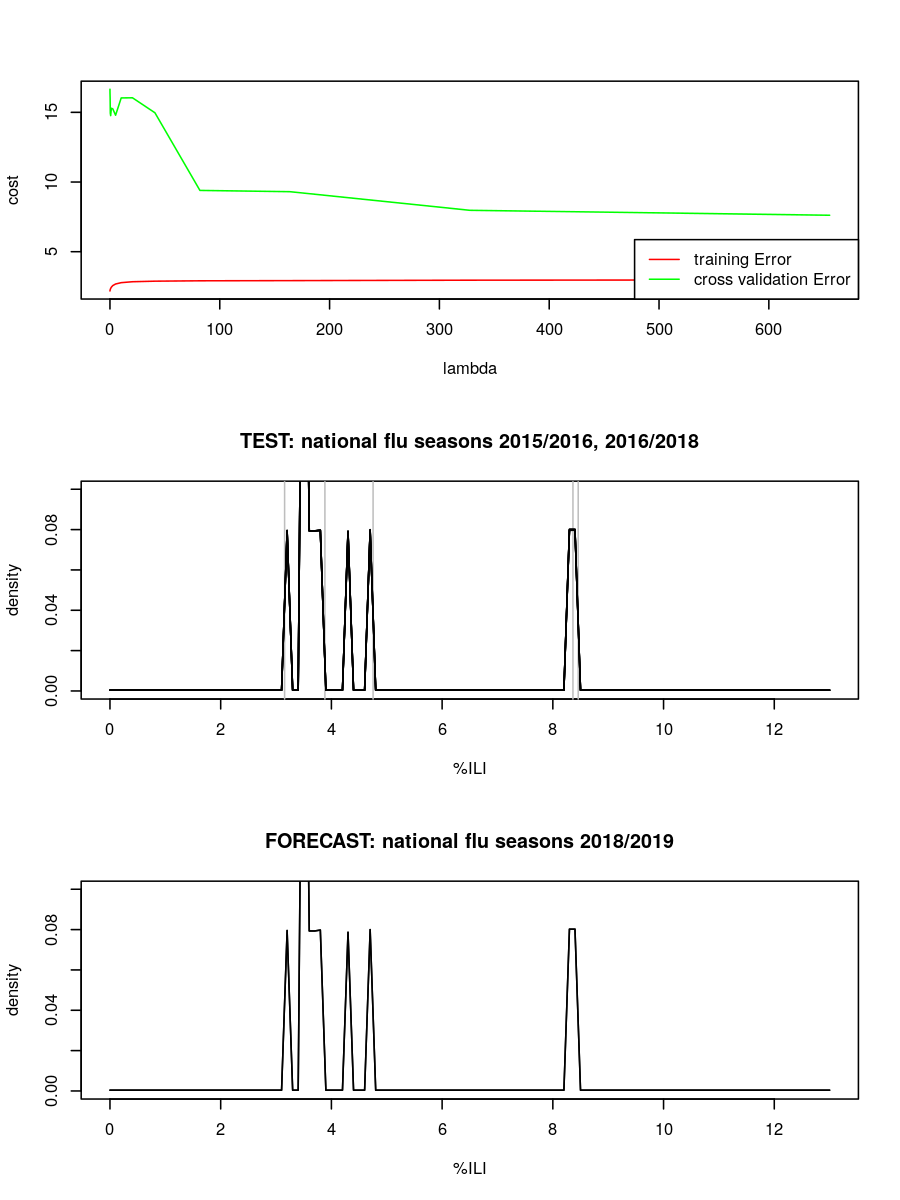 cost
15
10
5
training Error
cross validation Error
0 100 200 300 400 500 600
lambda
TEST: national flu seasons 2015/2016, 2016/2018
density
0.08
0.04
0.00
0 2 4 6 8 10 12
%ILI
FORECAST: national flu seasons 2018/2019
density
0.08
0.04
0.00
0 2 4 6 8 10 12
%ILI